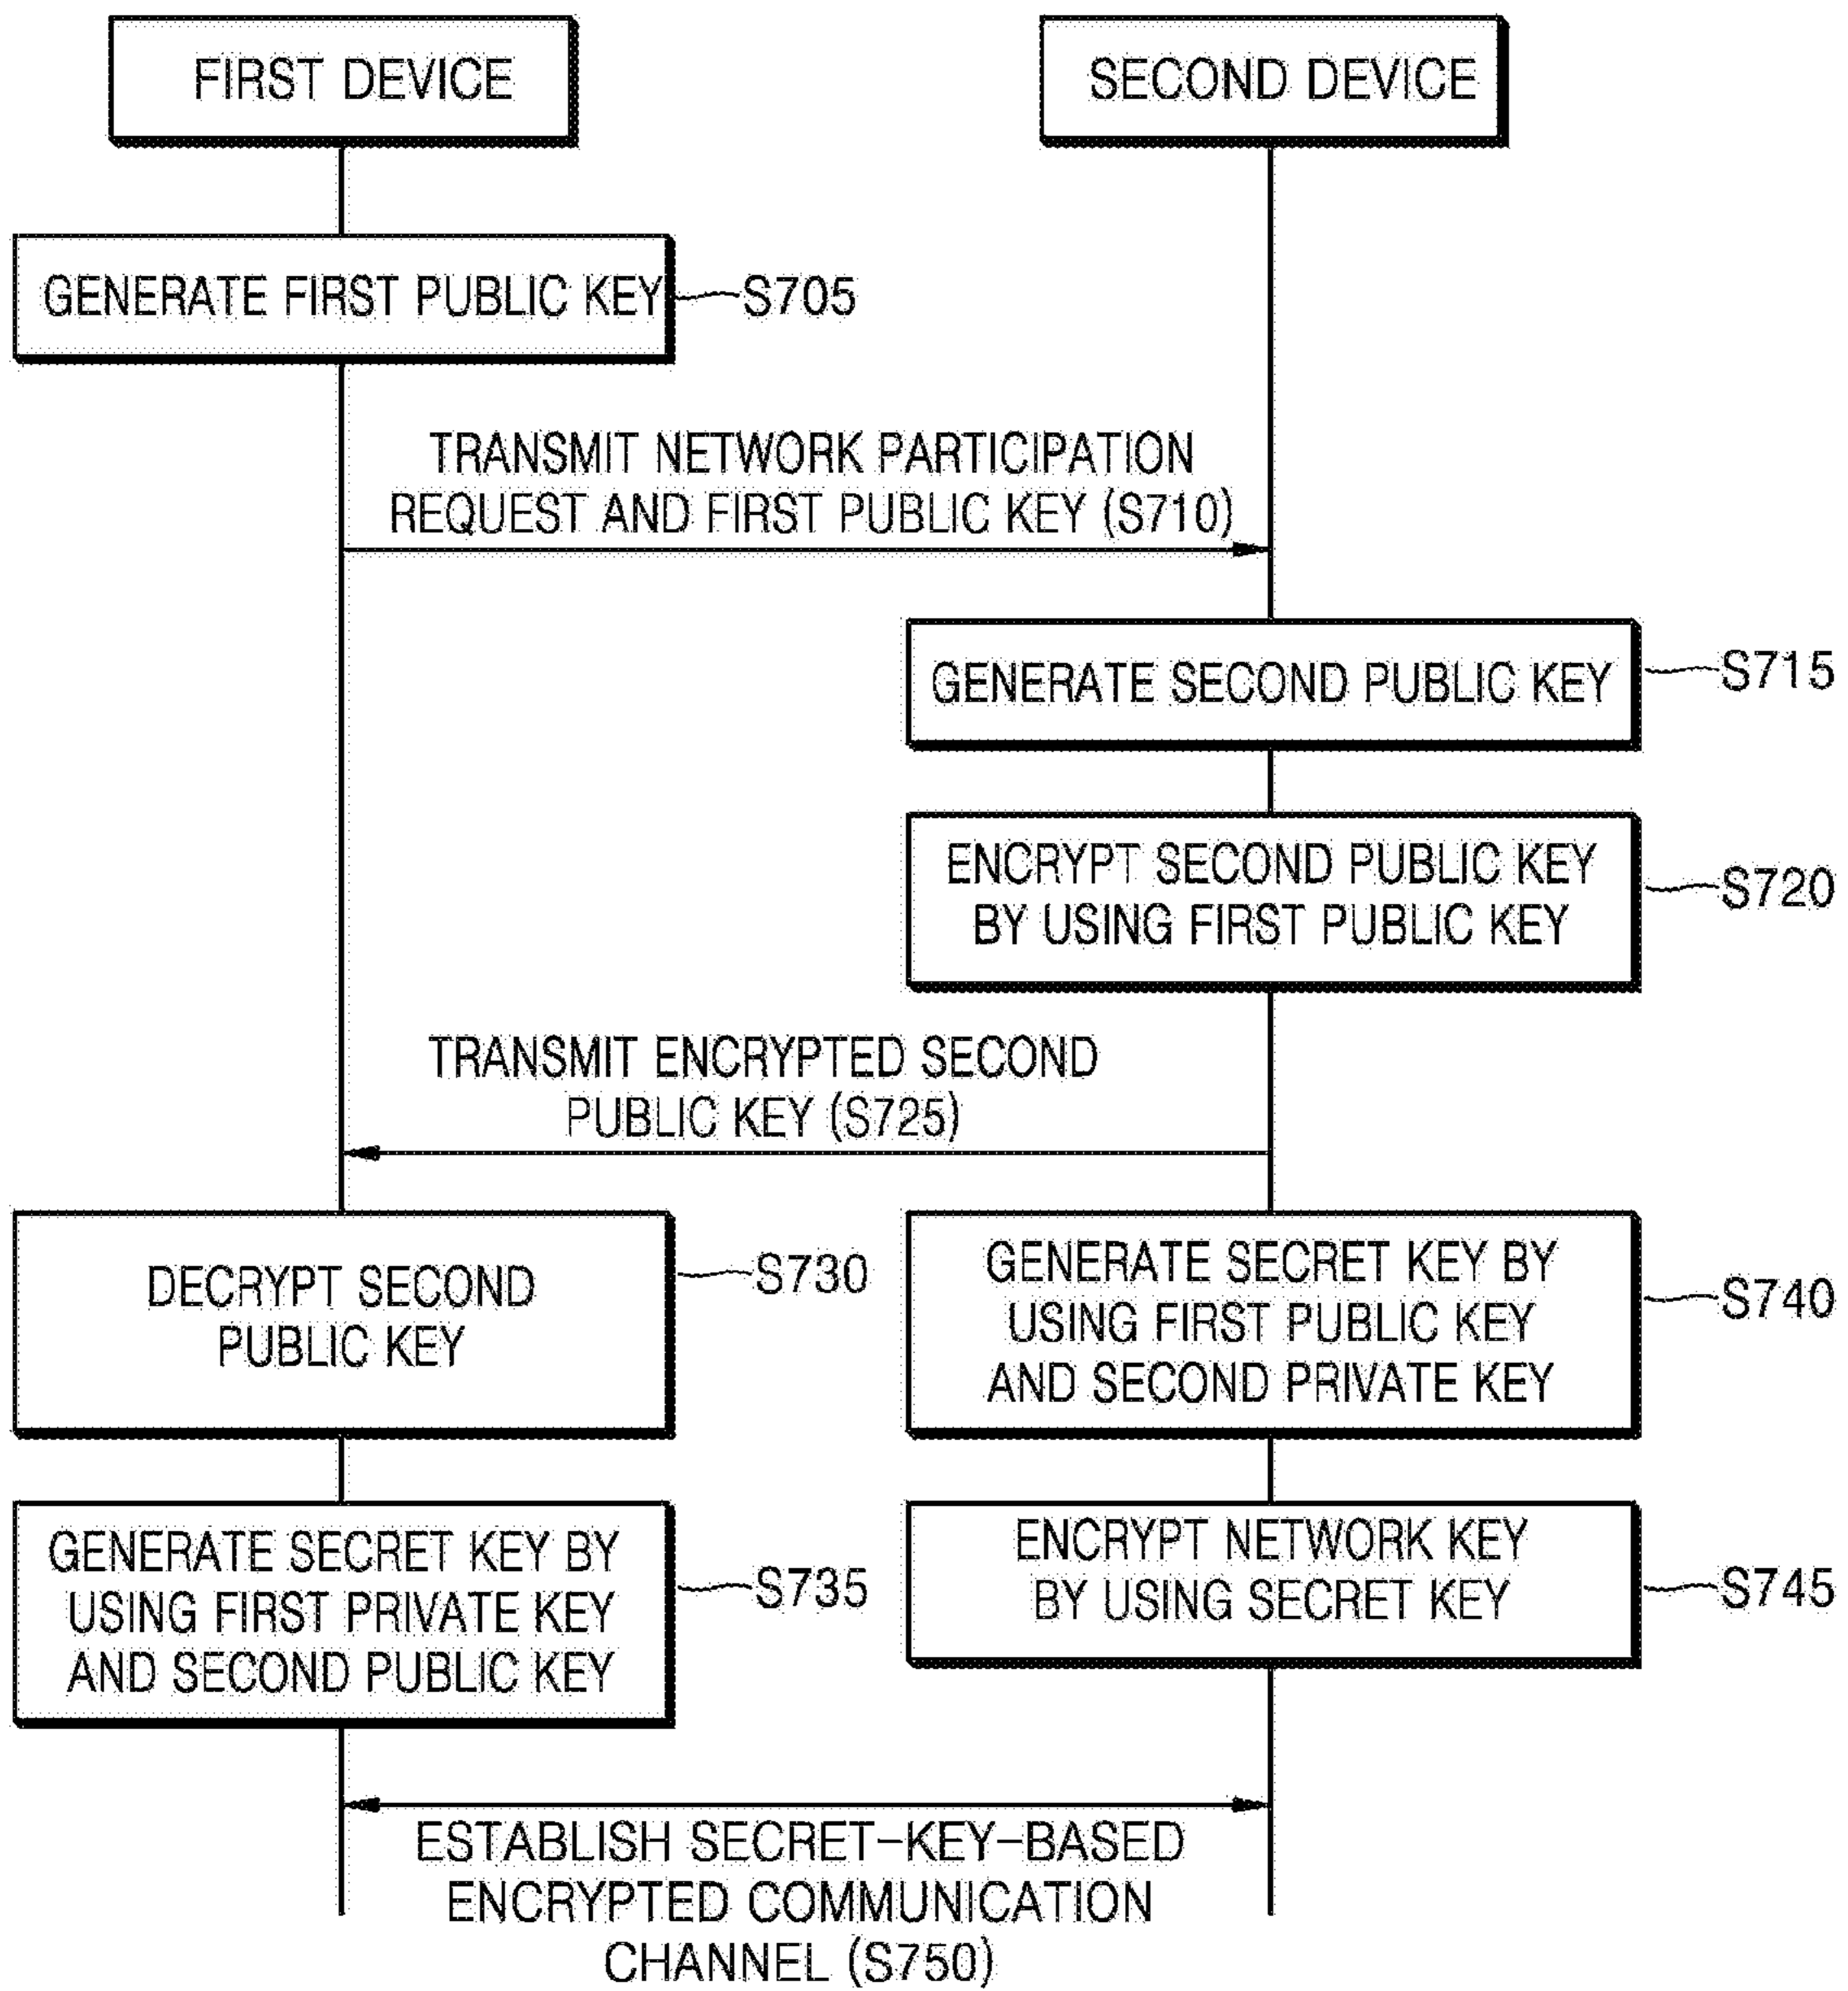 FIRST DEVICE
SECOND DEVICE
GENERATE FIRST PUBLIC KEY
S705
TRANSMIT NETWORK PARTICIPATION
REQUEST AND FIRST PUBLIC KEY (S710)
GENERATE SECOND PUBLIC KEY
S715
ENCRYPT SECOND PUBLIC KEY
BY USING FIRST PUBLIC KEY
S720
TRANSMIT ENCRYPTED SECOND
PUBLIC KEY (S725)
DECRYPT SECOND
PUBLIC KEY
S730
GENERATE SECRET KEY BY
USING FIRST PUBLIC KEY
AND SECOND PRIVATE KEY
S740
GENERATE SECRET KEY BY
USING FIRST PRIVATE KEY
AND SECOND PUBLIC KEY
S735
ENCRYPT NETWORK KEY
BY USING SECRET KEY
S745
ESTABLISH SECRET-KEY-BASED
ENCRYPTED COMMUNICATION
CHANNEL (S750)